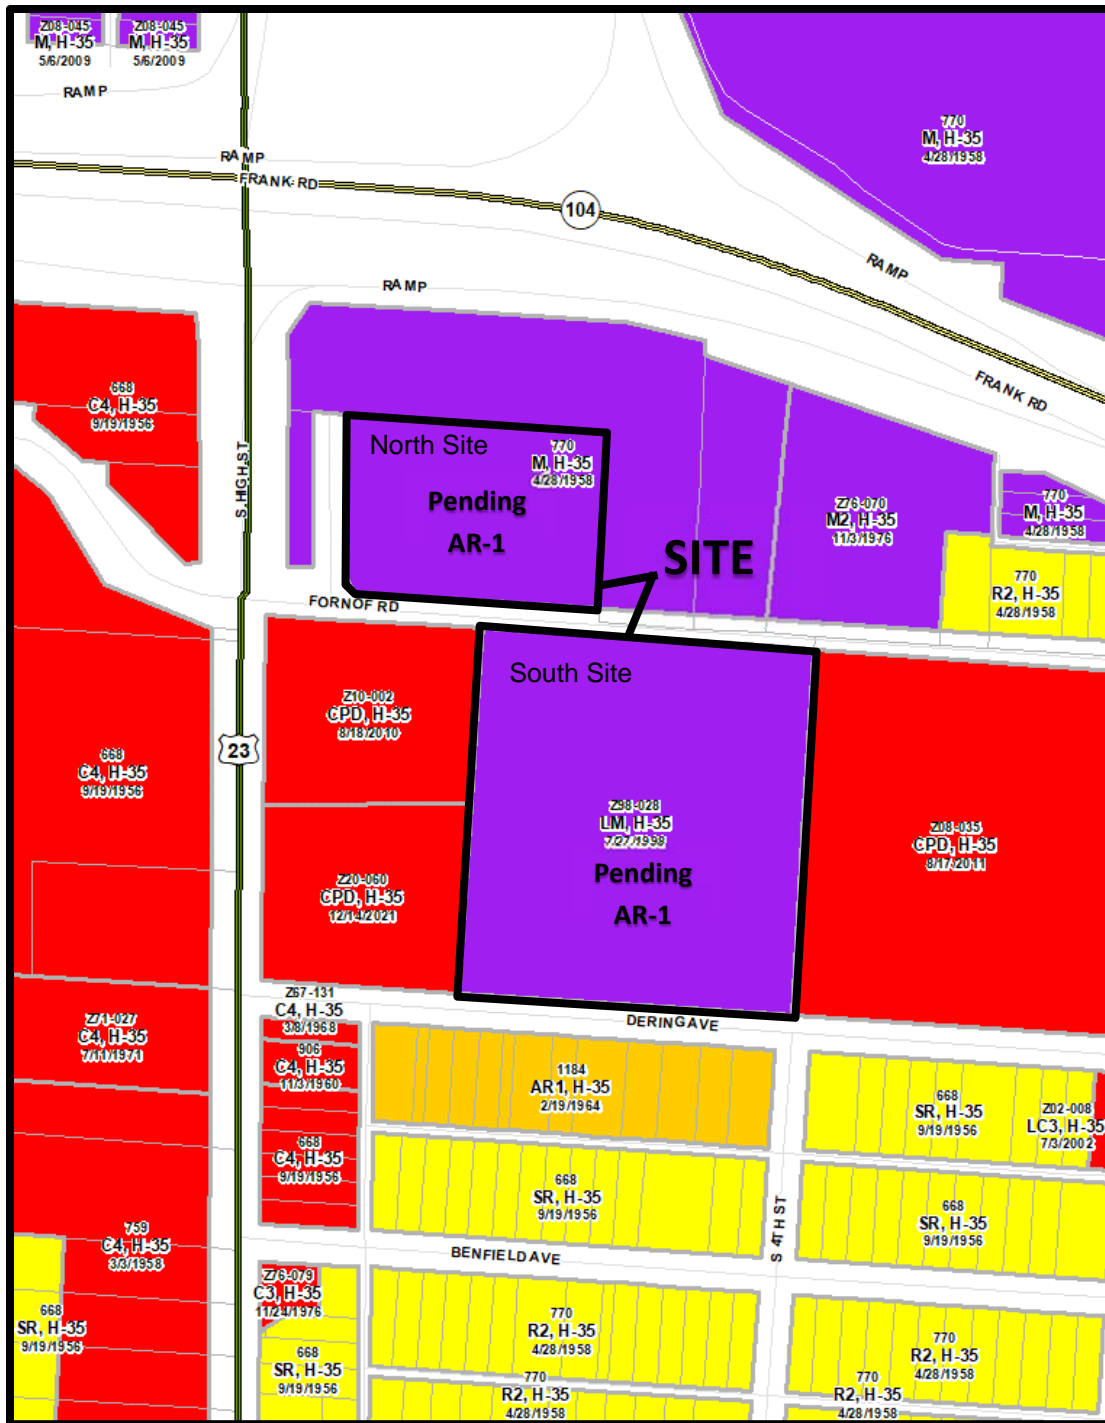 Z08-045
M, H-35
5/6/2009
Z08-045
M, H-35
5/6/2009
RAMP
770
M, H-35
4/28/1958
RAMP
FRANK RD
104
RAMP
RAMP
FRANK RD
668
C4, H-35
9/19/1956
S HIGH ST
North Site
770
M, H-35
4/28/1958
Pending
AR-1
Z76-070
M2, H-35
11/3/1976
770
M, H-35
4/28/1958
SITE
770
R2, H-35
4/28/1958
FORNOF RD
South Site
Z10-002
CPD, H-35
8/18/2010
23
668
C4, H-35
9/19/1956
Z98-028
LM, H-35
7/27/1998
Pending
AR-1
Z08-035
CPD, H-35
8/17/2011
Z20-060
CPD, H-35
12/14/2021
Z67-131
C4, H-35
3/8/1968
DERING AVE
Z71-027
C4, H-35
7/11/1971
906
C4, H-35
11/3/1960
1184
AR1, H-35
2/19/1964
668
SR, H-35
9/19/1956
Z02-008
LC3, H-35
7/3/2002
668
C4, H-35
9/19/1956
668
SR, H-35
9/19/1956
668
SR, H-35
9/19/1956
S 4TH ST
759
C4, H-35
3/3/1958
BENFIELD AVE
Z76-079
C3, H-35
11/24/1976
668
SR, H-35
9/19/1956
770
R2, H-35
4/28/1958
770
R2, H-35
4/28/1958
668
SR, H-35
9/19/1956
770
R2, H-35
4/28/1958
770
R2, H-35
4/28/1958